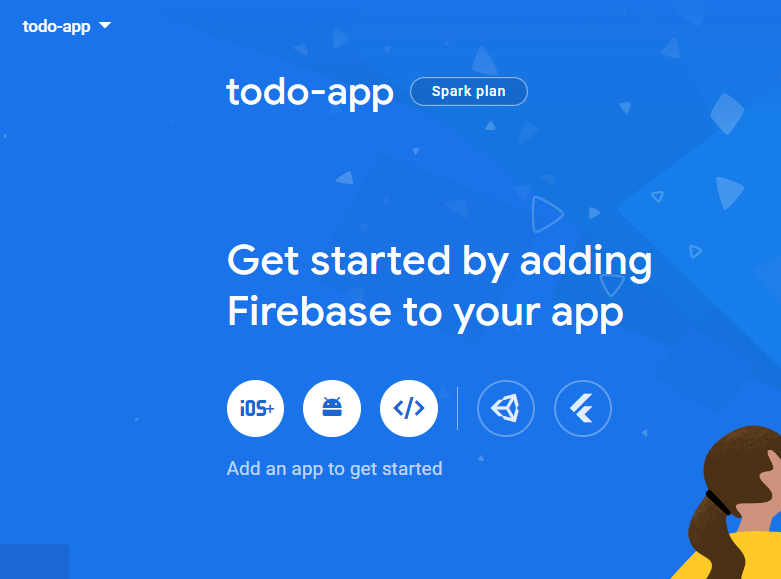 todo-app
todo-app Spark plan
Get started by adding
Firebase to your app
iOS+ </>
Add an app to get started